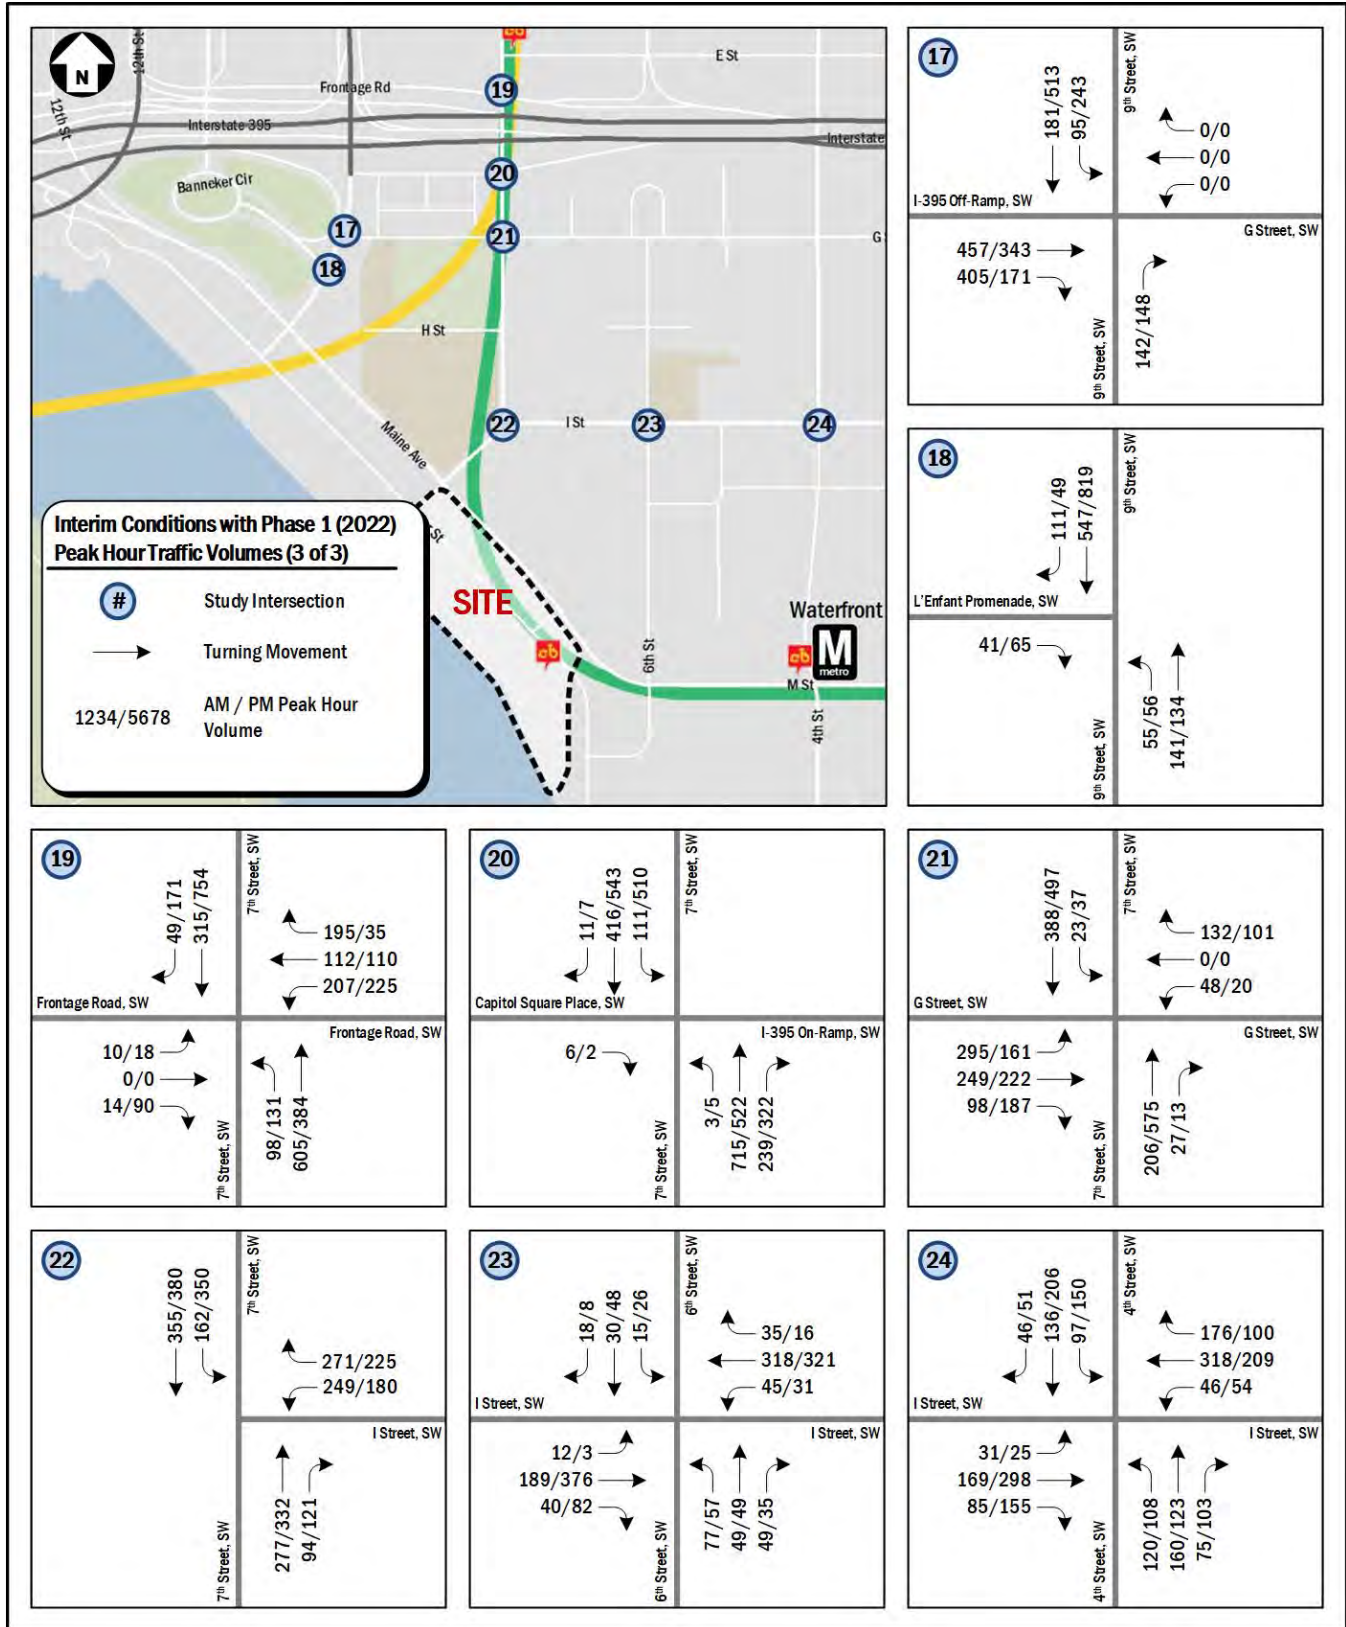 N
12th St
12th St
Frontage Rd
E St
Interstate 395
Interstate
Banneker Cir
19
20
17
21
18
G
H St
Maine Ave
22
I St
23
24
St
SITE
6th St
Waterfront
M
metro
M St
4th St
Interim Conditions with Phase 1 (2022)
Peak Hour Traffic Volumes (3 of 3)
# Study Intersection
Turning Movement
1234/5678 AM / PM Peak Hour
Volume
17
181/513
95/243
9th Street, SW
0/0
0/0
0/0
I-395 Off-Ramp, SW
G Street, SW
457/343
405/171
9th Street, SW
142/148
18
111/49
547/819
9th Street, SW
L'Enfant Promenade, SW
41/65
9th Street, SW
55/56
141/134
19
49/171
315/754
7th Street, SW
195/35
112/110
207/225
Frontage Road, SW
Frontage Road, SW
10/18
0/0
14/90
7th Street, SW
98/131
605/384
20
11/7
416/543
111/510
7th Street, SW
Capitol Square Place, SW
I-395 On-Ramp, SW
6/2
7th Street, SW
3/5
715/522
239/322
21
388/497
23/37
7th Street, SW
132/101
0/0
48/20
G Street, SW
G Street, SW
295/161
249/222
98/187
7th Street, SW
206/575
27/13
22
355/380
162/350
7th Street, SW
271/225
249/180
I Street, SW
7th Street, SW
277/332
94/121
23
18/8
30/48
15/26
6th Street, SW
35/16
318/321
45/31
I Street, SW
I Street, SW
12/3
189/376
40/82
6th Street, SW
77/57
49/49
49/35
24
46/51
136/206
97/150
4th Street, SW
176/100
318/209
46/54
I Street, SW
I Street, SW
31/25
169/298
85/155
4th Street, SW
120/108
160/123
75/103